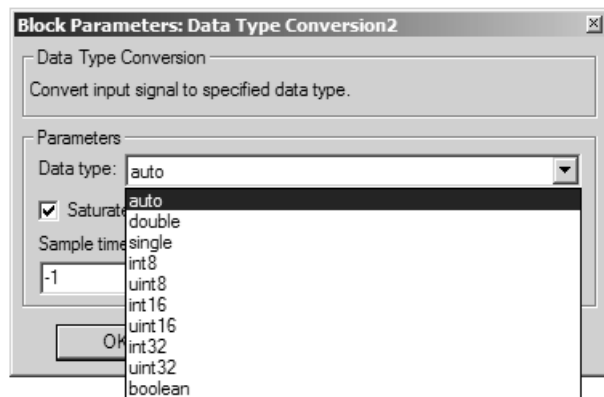 Block Parameters: Data Type Conversion2
Data Type Conversion
Convert input signal to specified data type.
Parameters
Data type: auto
auto
Saturate
double
single
Sample time
int8
-1
uint8
int16
uint16
OK
int32
uint32
boolean